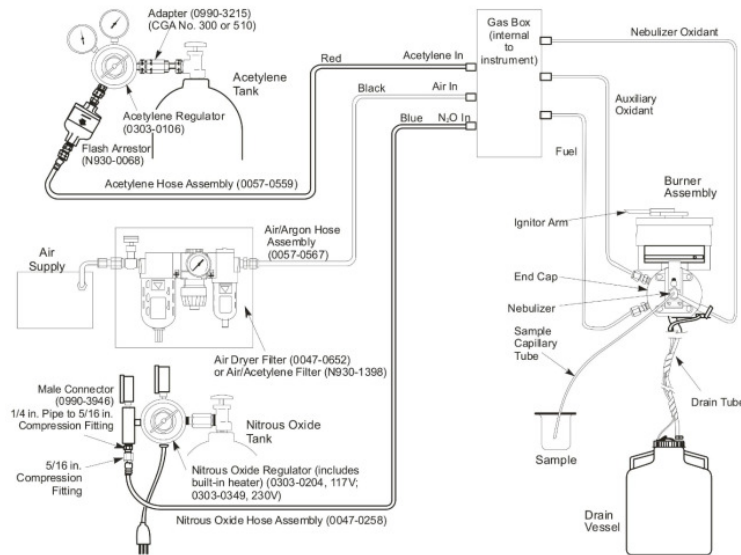 Adapter (0990-3215)
(CGA No. 300 or 510)
Acetylene
Tank
Acetylene Regulator
(0303-0106)
Flash Arrestor
(N930-0068)
Acetylene Hose Assembly (0057-0559)
Red
Acetylene In
Black
Air In
Blue
N₂O In
Gas Box
(internal
to
instrument)
Nebulizer Oxidant
Auxiliary
Oxidant
Fuel
Burner
Assembly
Ignitor Arm
End Cap
Nebulizer
Sample
Capillary
Tube
Drain Tube
Sample
Drain
Vessel
Air
Supply
Air/Argon Hose
Assembly
(0057-0567)
Air Dryer Filter (0047-0652)
or Air/Acetylene Filter (N930-1398)
Male Connector
(0990-3946)
1/4 in. Pipe to 5/16 in.
Compression Fitting
5/16 in.
Compression
Fitting
Nitrous Oxide
Tank
Nitrous Oxide Regulator (includes
built-in heater) (0303-0204, 117V;
0303-0349, 230V)
Nitrous Oxide Hose Assembly (0047-0258)